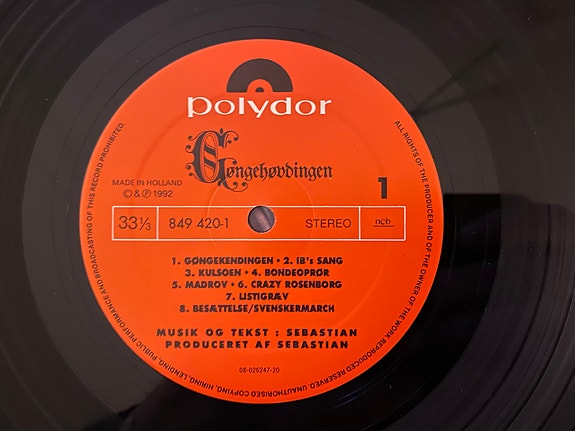 polydor
Gøngehøvdingen
MADE IN HOLLAND
© & ℗ 1992
1
33⅓ 849 420-1 STEREO ncb
1. GØNGEKENDINGEN • 2. IB's SANG
3. KULSOEN • 4. BONDEOPRØR
5. MADROV • 6. CRAZY ROSENBORG
7. LISTIGRÆV
8. BESÆTTELSE/SVENSKERMARCH
MUSIK OG TEKST : SEBASTIAN
PRODUCERET AF SEBASTIAN
08-026247-20
ALL RIGHTS OF THE PRODUCER AND OF THE OWNER OF THE WORK REPRODUCED RESERVED. UNAUTHORISED COPYING, HIRING, LENDING, PUBLIC PERFORMANCE AND BROADCASTING OF THIS RECORD PROHIBITED.